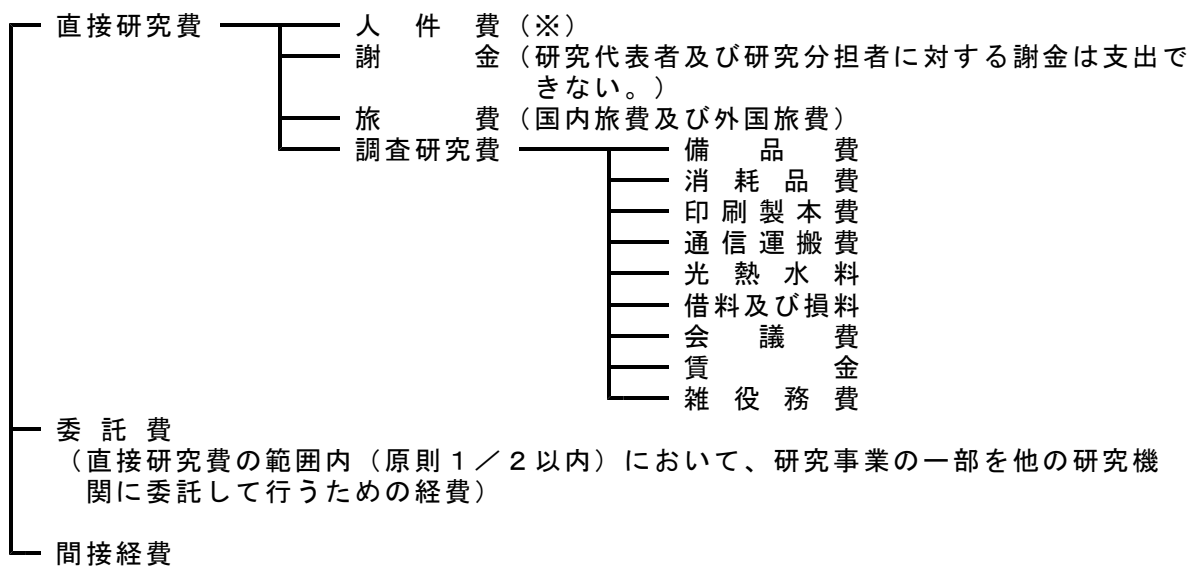 直接研究費 人件費（※）
謝金（研究代表者及び研究分担者に対する謝金は支出で
きない。）
旅費（国内旅費及び外国旅費）
調査研究費 備品費
消耗品費
印刷製本費
通信運搬費
光熱水料
借料及び損料
会議費
賃金
雑役務費
委託費
（直接研究費の範囲内（原則１／２以内）において、研究事業の一部を他の研究機
関に委託して行うための経費）
間接経費